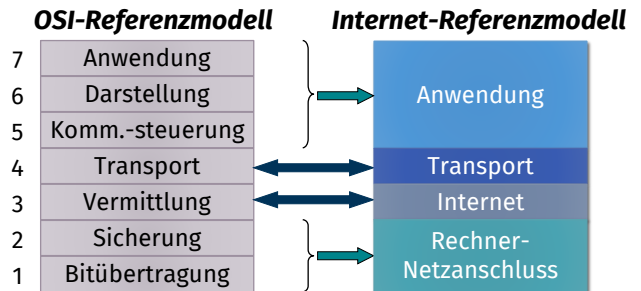 OSI-Referenzmodell
Internet-Referenzmodell
7 Anwendung
6 Darstellung
5 Komm.-steuerung
Anwendung
4 Transport
Transport
3 Vermittlung
Internet
2 Sicherung
1 Bitübertragung
Rechner-
Netzanschluss